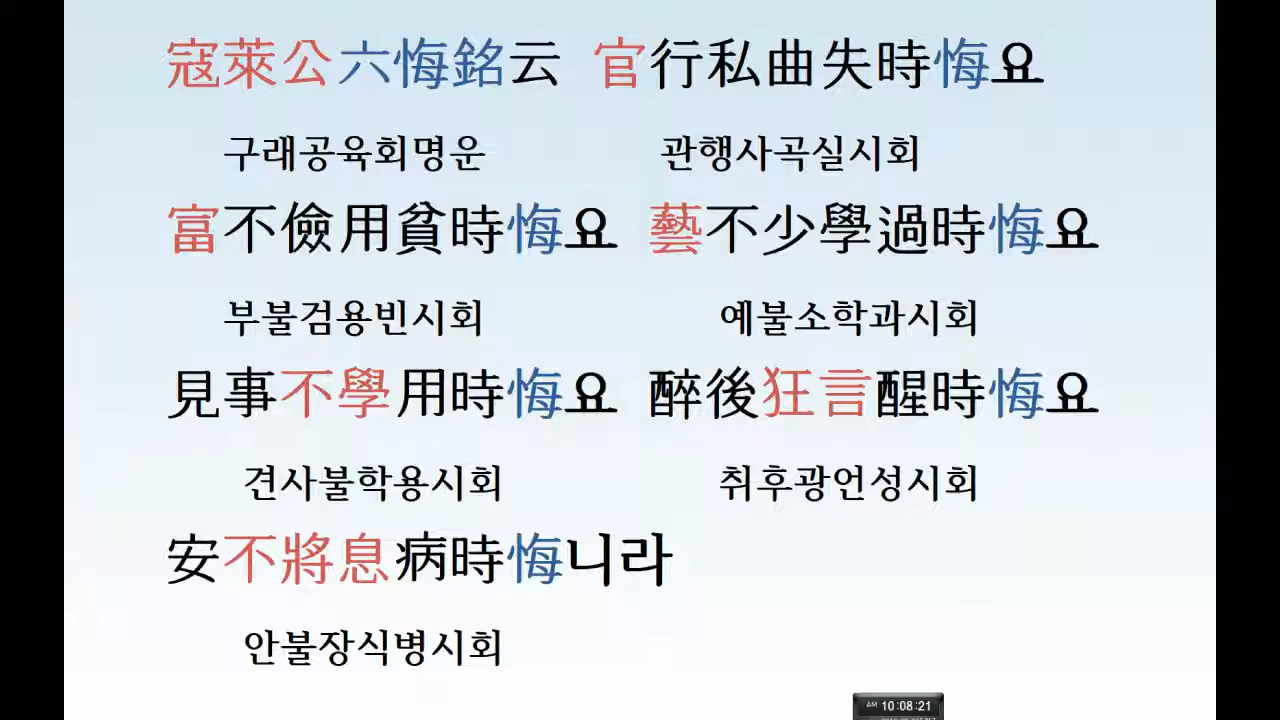 寇萊公六悔銘云 官行私曲失時悔요
구래공육회명운 관행사곡실시회
富不儉用貧時悔요 藝不少學過時悔요
부불검용빈시회 예불소학과시회
見事不學用時悔요 醉後狂言醒時悔요
견사불학용시회 취후광언성시회
安不將息病時悔니라
안불장식병시회
AM 10:08:21